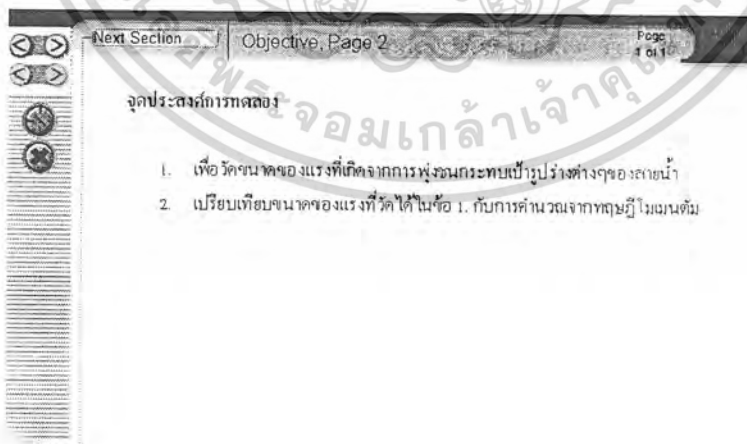 Next Section
Objective, Page 2
Page
1 of 1
จุดประสงค์การทดลอง
1. เพื่อวัดขนาดของแรงที่เกิดจากการพุ่งชนกระทบเป้ารูปร่างต่างๆของสายน้ำ
2. เปรียบเทียบขนาดของแรงที่วัดได้ในข้อ 1. กับการคำนวณจากทฤษฎีโมเมนตัม